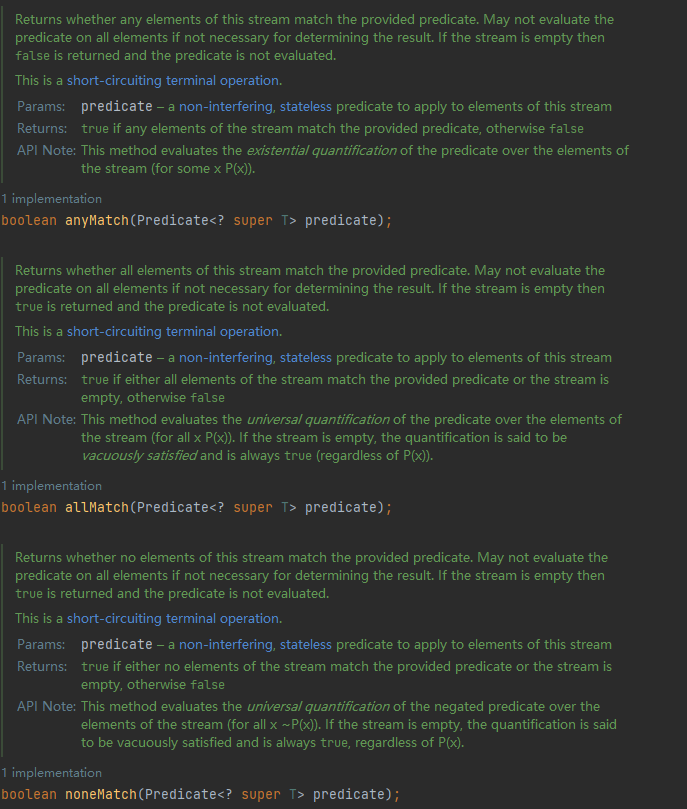 Returns whether any elements of this stream match the provided predicate. May not evaluate the
predicate on all elements if not necessary for determining the result. If the stream is empty then
false is returned and the predicate is not evaluated.
This is a short-circuiting terminal operation.
Params: predicate – a non-interfering, stateless predicate to apply to elements of this stream
Returns: true if any elements of the stream match the provided predicate, otherwise false
API Note: This method evaluates the existential quantification of the predicate over the elements of
the stream (for some x P(x)).
1 implementation
boolean anyMatch(Predicate<? super T> predicate);
Returns whether all elements of this stream match the provided predicate. May not evaluate the
predicate on all elements if not necessary for determining the result. If the stream is empty then
true is returned and the predicate is not evaluated.
This is a short-circuiting terminal operation.
Params: predicate – a non-interfering, stateless predicate to apply to elements of this stream
Returns: true if either all elements of the stream match the provided predicate or the stream is
empty, otherwise false
API Note: This method evaluates the universal quantification of the predicate over the elements of
the stream (for all x P(x)). If the stream is empty, the quantification is said to be
vacuously satisfied and is always true (regardless of P(x)).
1 implementation
boolean allMatch(Predicate<? super T> predicate);
Returns whether no elements of this stream match the provided predicate. May not evaluate the
predicate on all elements if not necessary for determining the result. If the stream is empty then
true is returned and the predicate is not evaluated.
This is a short-circuiting terminal operation.
Params: predicate – a non-interfering, stateless predicate to apply to elements of this stream
Returns: true if either no elements of the stream match the provided predicate or the stream is
empty, otherwise false
API Note: This method evaluates the universal quantification of the negated predicate over the
elements of the stream (for all x ~P(x)). If the stream is empty, the quantification is said
to be vacuously satisfied and is always true, regardless of P(x).
1 implementation
boolean noneMatch(Predicate<? super T> predicate);